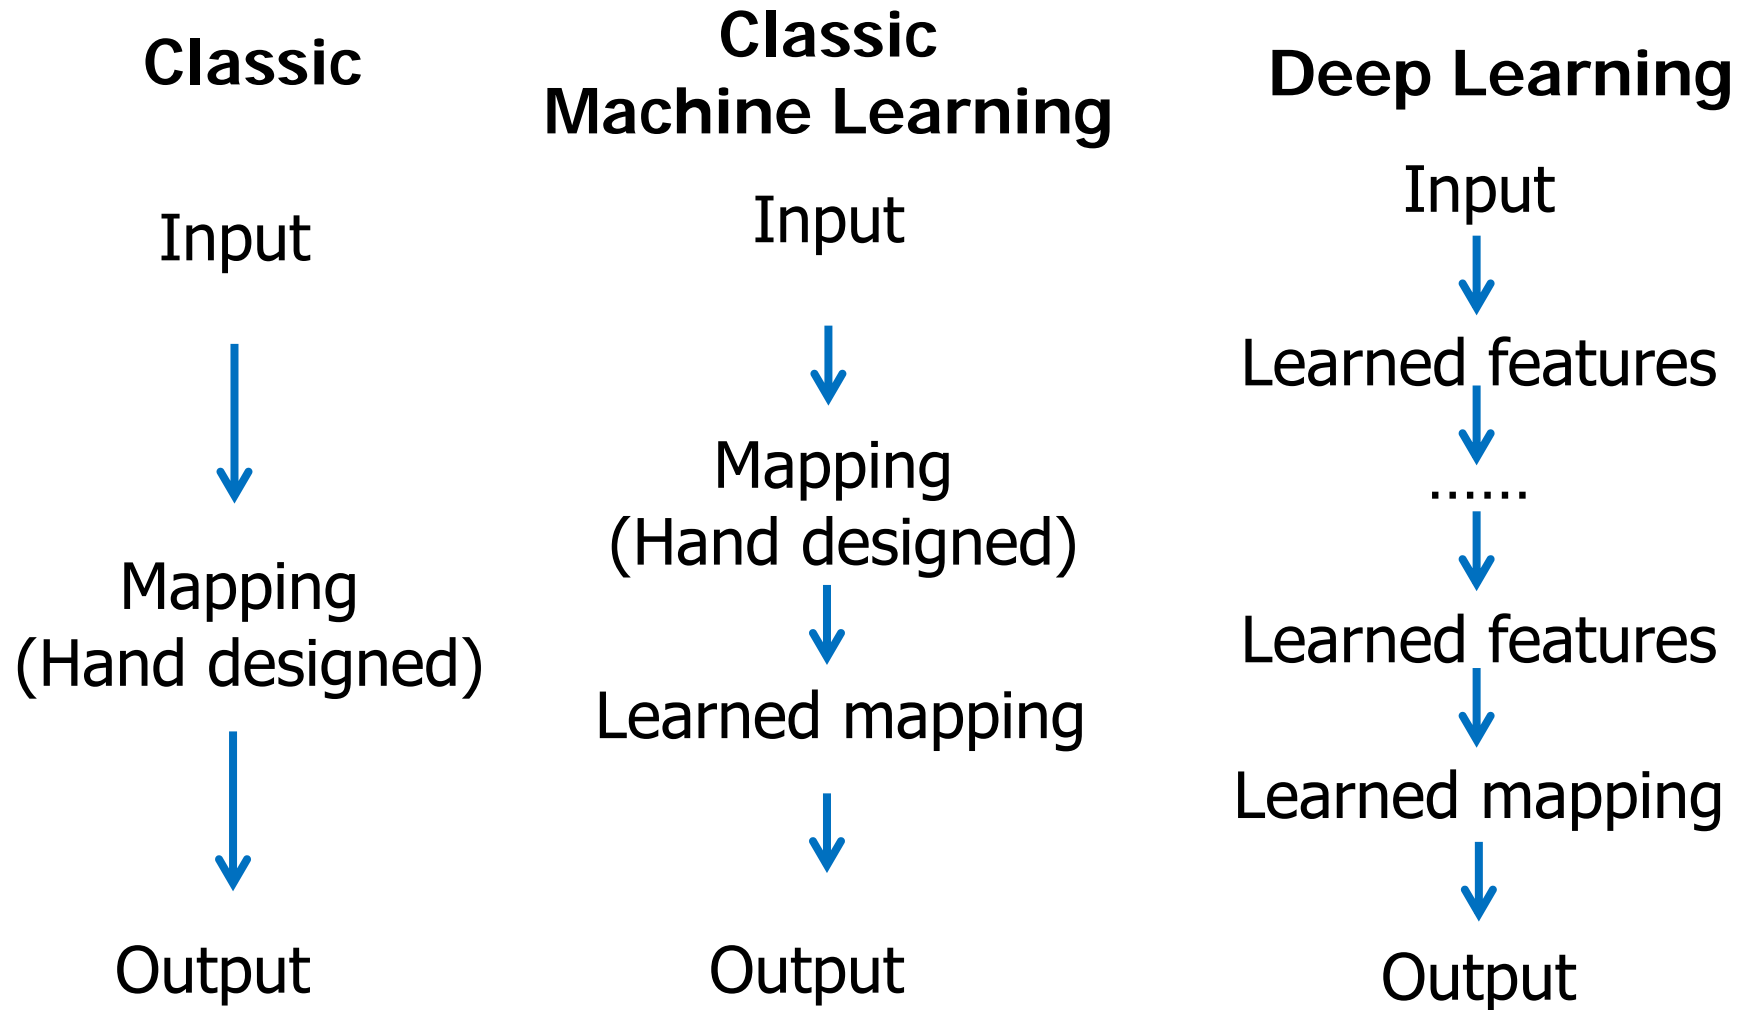 Classic
Input
Mapping
(Hand designed)
Output
Classic
Machine Learning
Input
Mapping
(Hand designed)
Learned mapping
Output
Deep Learning
Input
Learned features
......
Learned features
Learned mapping
Output